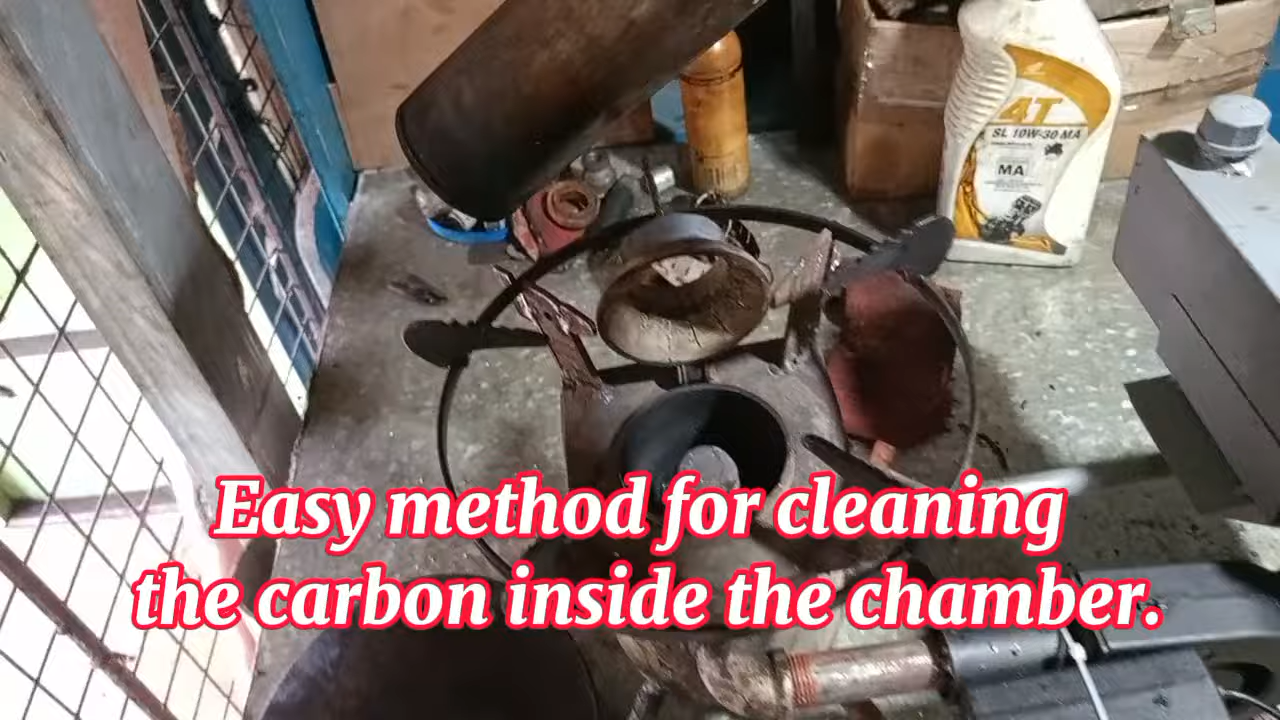 4T
SL 10W-30 MA
MA
Easy method for cleaning
the carbon inside the chamber.